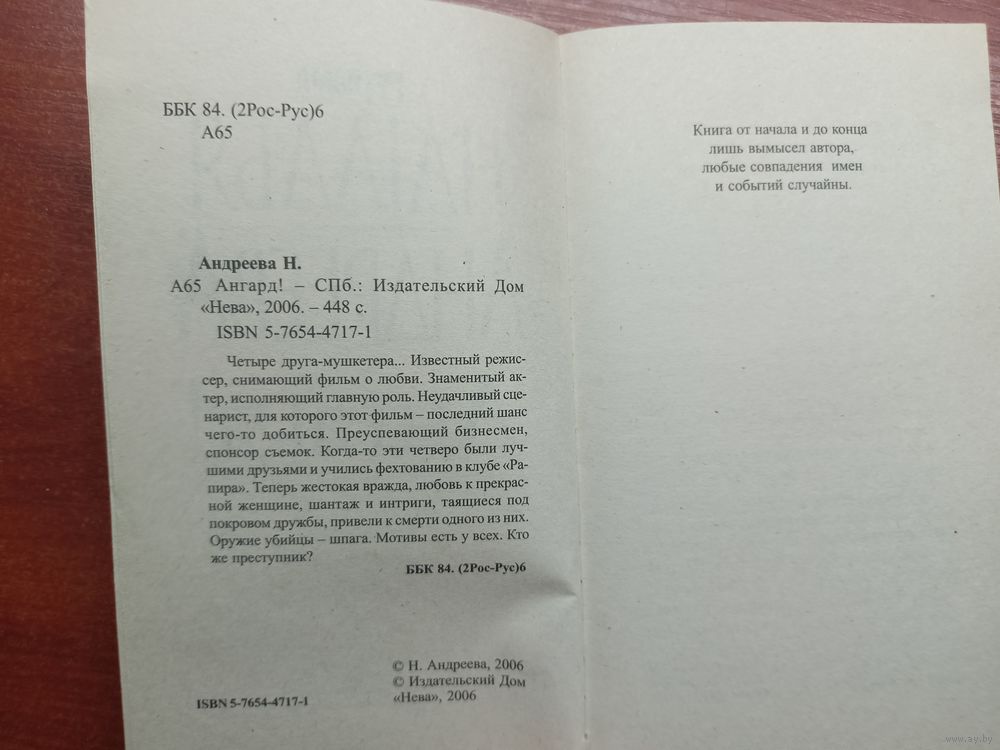 ББК 84. (2Рос-Рус)6
А65
Андреева Н.
А65 Ангард! – СПб.: Издательский Дом
«Нева», 2006. – 448 с.
ISBN 5-7654-4717-1
Четыре друга-мушкетера... Известный режис-
сер, снимающий фильм о любви. Знаменитый ак-
тер, исполняющий главную роль. Неудачливый сце-
нарист, для которого этот фильм – последний шанс
чего-то добиться. Преуспевающий бизнесмен,
спонсор съемок. Когда-то эти четверо были луч-
шими друзьями и учились фехтованию в клубе «Ра-
пира». Теперь жестокая вражда, любовь к прекрас-
ной женщине, шантаж и интриги, таящиеся под
покровом дружбы, привели к смерти одного из них.
Оружие убийцы – шпага. Мотивы есть у всех. Кто
же преступник?
ББК 84. (2Рос-Рус)6
© Н. Андреева, 2006
© Издательский Дом
«Нева», 2006
ISBN 5-7654-4717-1
Книга от начала и до конца
лишь вымысел автора,
любые совпадения имен
и событий случайны.
www.ay.by